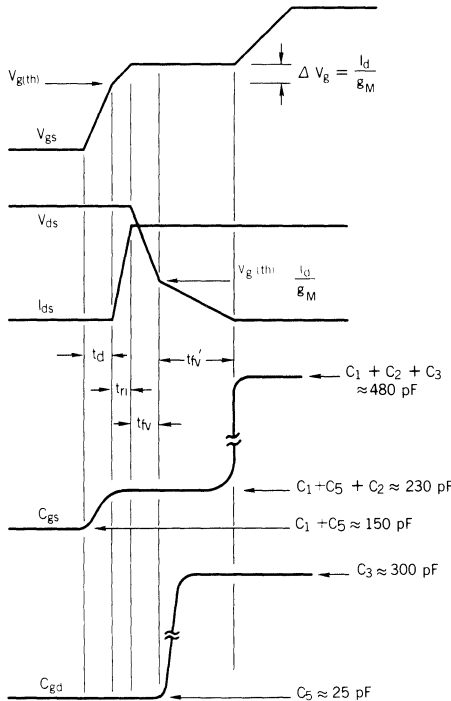 Δ Vg = Id / gM
Vg(th)
Vgs
Vds
Vg (th) Id / gM
Ids
td
tfv'
tri
tfv
C1 + C2 + C3
≈480 pF
C1 +C5 + C2 ≈ 230 pF
Cgs
C1 +C5 ≈ 150 pF
C3 ≈ 300 pF
Cgd
C5 ≈ 25 pF